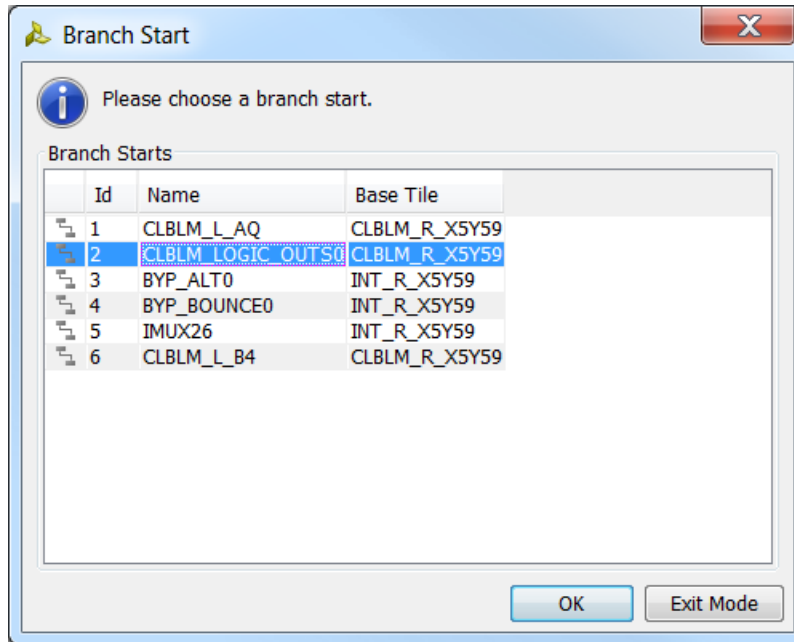 Branch Start
Please choose a branch start.
Branch Starts
Id Name Base Tile
1 CLBLM_L_AQ CLBLM_R_X5Y59
2 CLBLM_LOGIC_OUTS0 CLBLM_R_X5Y59
3 BYP_ALT0 INT_R_X5Y59
4 BYP_BOUNCE0 INT_R_X5Y59
5 IMUX26 INT_R_X5Y59
6 CLBLM_L_B4 CLBLM_R_X5Y59
OK Exit Mode